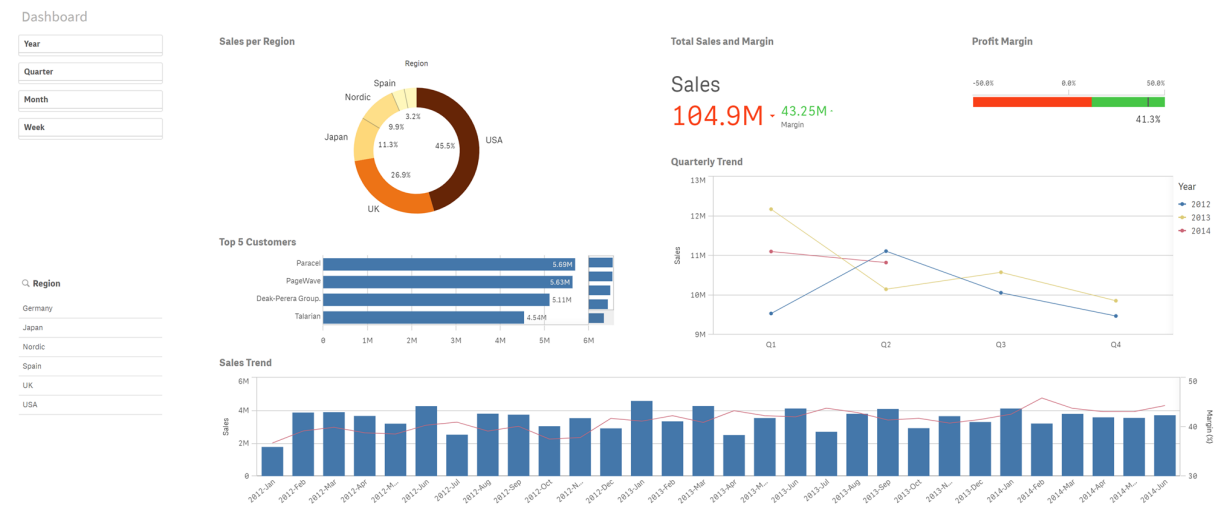 Dashboard
Year
Quarter
Month
Week
Region
Germany
Japan
Nordic
Spain
UK
USA
Sales per Region
Region
Spain
Nordic
Japan
UK
USA
3.2%
9.9%
11.3%
26.9%
45.5%
Total Sales and Margin
Sales
104.9M
43.25M
Margin
Profit Margin
-50.0%
0.0%
50.0%
41.3%
Top 5 Customers
Paracel
5.69M
PageWave
5.63M
Deak-Perera Group.
5.11M
Talarian
4.54M
0
1M
2M
3M
4M
5M
6M
Quarterly Trend
Sales
13M
12M
11M
10M
9M
Q1
Q2
Q3
Q4
Year
2012
2013
2014
Sales Trend
Sales
6M
4M
2M
0
50
40
30
Margin (%)
2012-Jan
2012-Feb
2012-Mar
2012-Apr
2012-M...
2012-Jun
2012-Jul
2012-Aug
2012-Sep
2012-Oct
2012-N...
2012-Dec
2013-Jan
2013-Feb
2013-Mar
2013-Apr
2013-M...
2013-Jun
2013-Jul
2013-Aug
2013-Sep
2013-Oct
2013-N...
2013-Dec
2014-Jan
2014-Feb
2014-Mar
2014-Apr
2014-M...
2014-Jun